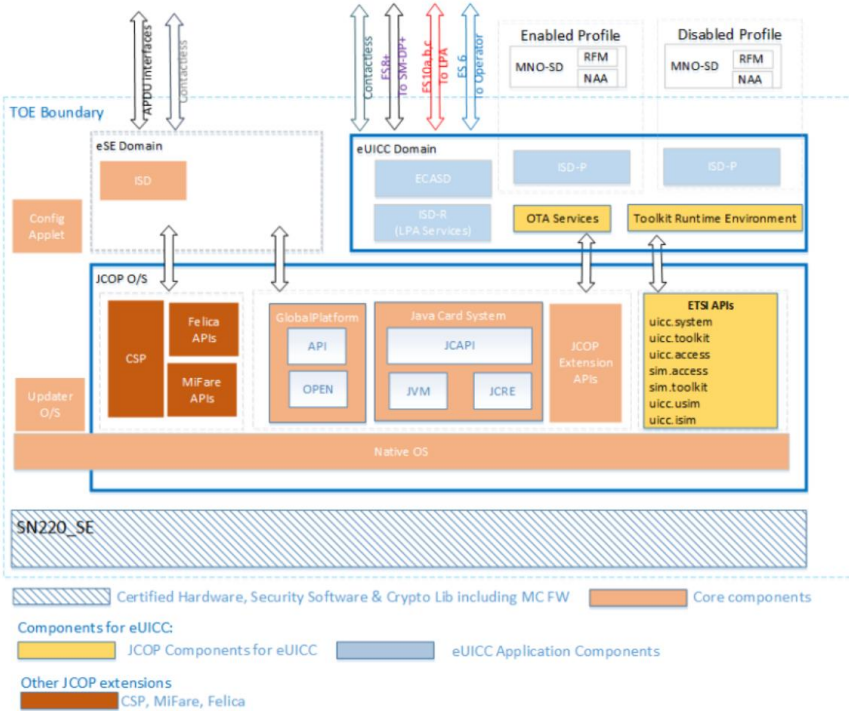 Enabled Profile
Disabled Profile
MNO-SD
RFM
NAA
MNO-SD
RFM
NAA
APDU interfaces
Contactless
Contactless
ES.8+
To SM-DP+
ES.10a,b,c
To LPA
ES.6
To Operator
TOE Boundary
eSE Domain
ISD
eUICC Domain
ECASD
ISD-P
ISD-P
ISD-R
(LPA Services)
OTA Services
Toolkit Runtime Environment
Config
Applet
JCOP O/S
CSP
Felica
APIs
MiFare
APIs
GlobalPlatform
API
OPEN
Java Card System
JCAPI
JVM
JCRE
JCOP
Extension
APIs
ETSI APIs
uicc.system
uicc.toolkit
uicc.access
sim.access
sim.toolkit
uicc.usim
uicc.isim
Updater
O/S
Native OS
SN220_SE
Certified Hardware, Security Software & Crypto Lib including MC FW
Core components
Components for eUICC:
JCOP Components for eUICC
eUICC Application Components
Other JCOP extensions
CSP, MiFare, Felica